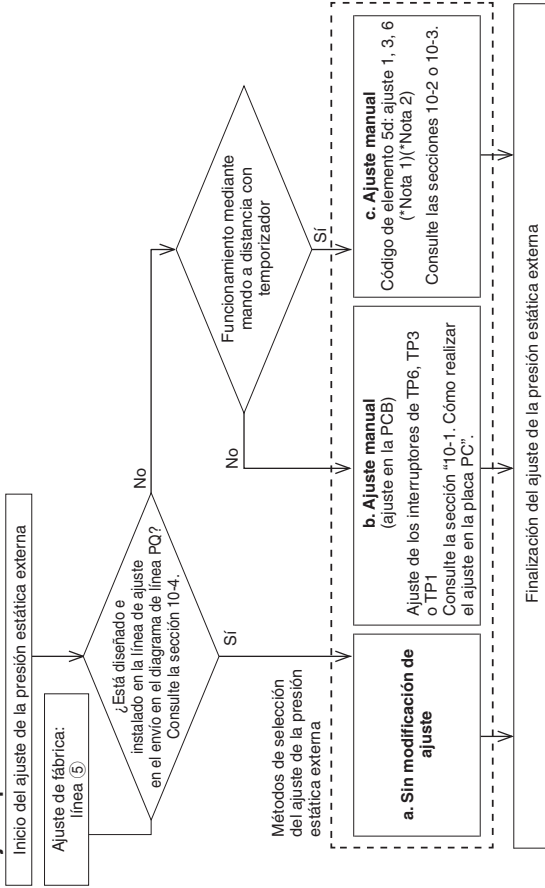 Inicio del ajuste de la presión estática externa
Ajuste de fábrica:
línea ⑤
¿Está diseñado e
instalado en la línea de ajuste
en el envío en el diagrama de línea PQ?
Consulte la sección 10-4.
No
Sí
Funcionamiento mediante
mando a distancia con
temporizador
No
Sí
Métodos de selección
del ajuste de la presión
estática externa
a. Sin modificación de
ajuste
b. Ajuste manual
(ajuste en la PCB)
Ajuste de los interruptores de TP6, TP3
o TP1
Consulte la sección “10-1. Cómo realizar
el ajuste en la placa PC”.
c. Ajuste manual
Código de elemento 5d: ajuste 1, 3, 6
(*Nota 1)(*Nota 2)
Consulte las secciones 10-2 o 10-3.
Finalización del ajuste de la presión estática externa